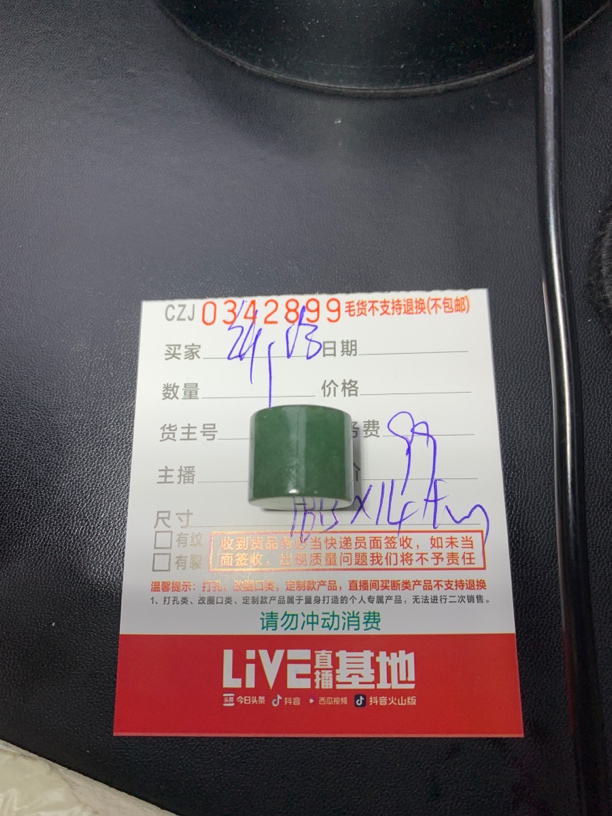 CZJ 0342899 毛货不支持退换(不包邮)
买家 日期
数量 价格
货主号 费 99
主播
尺寸
有纹
有裂
收到货品 当快递员面签收，如未当
面签收， 质量问题我们将不予责任
温馨提示：打孔、改圈口类，定制款产品，直播间买断类产品不支持退换
1、打孔类、改圈口类、定制款产品属于量身打造的个人专属产品，无法进行二次销售。
请勿冲动消费
LiVE直播基地
头条 今日头条 抖音 西瓜视频 抖音火山版